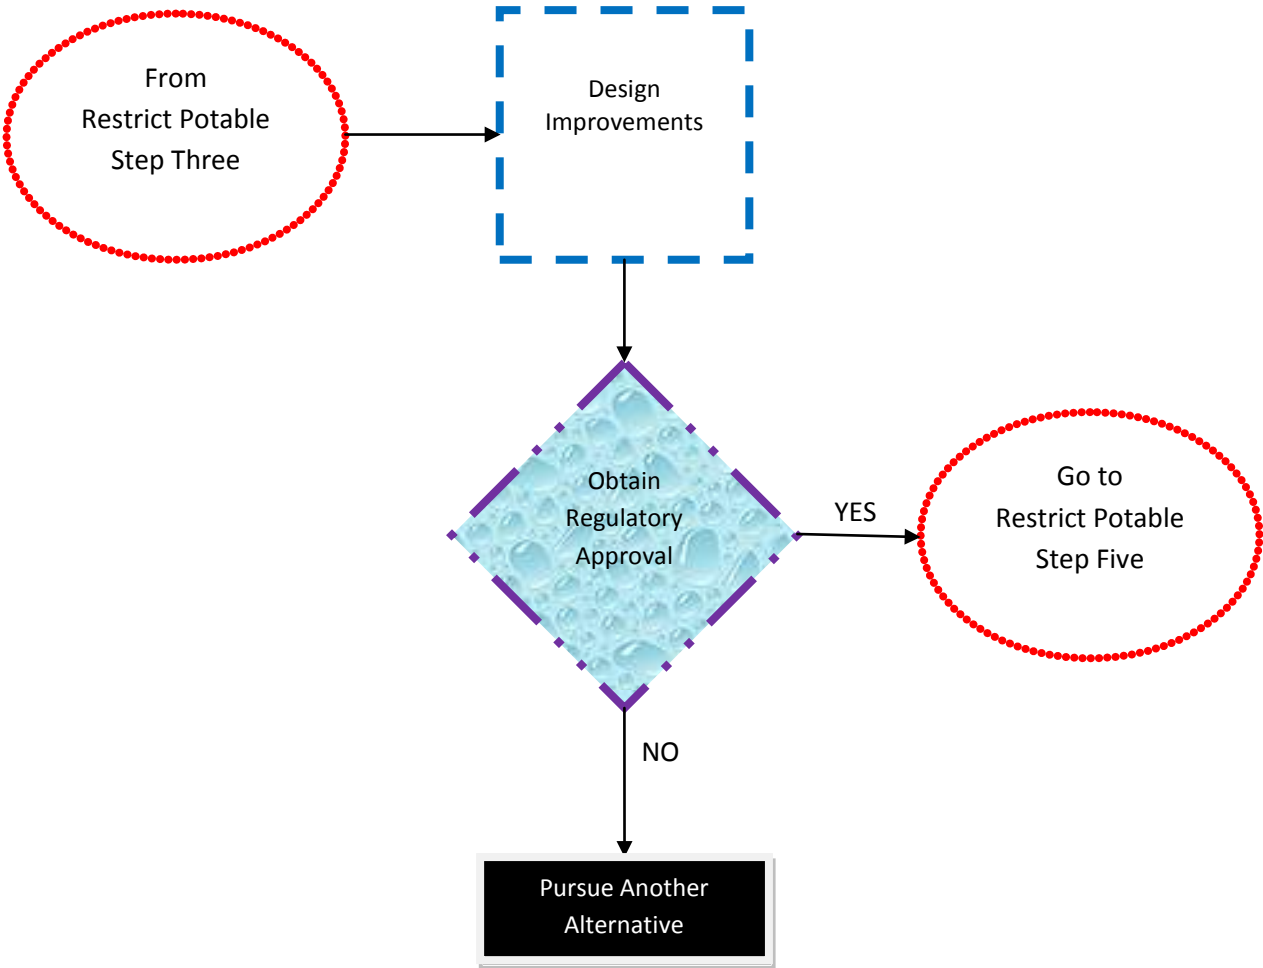 From
Restrict Potable
Step Three
Design
Improvements
Obtain
Regulatory
Approval
YES
Go to
Restrict Potable
Step Five
NO
Pursue Another
Alternative